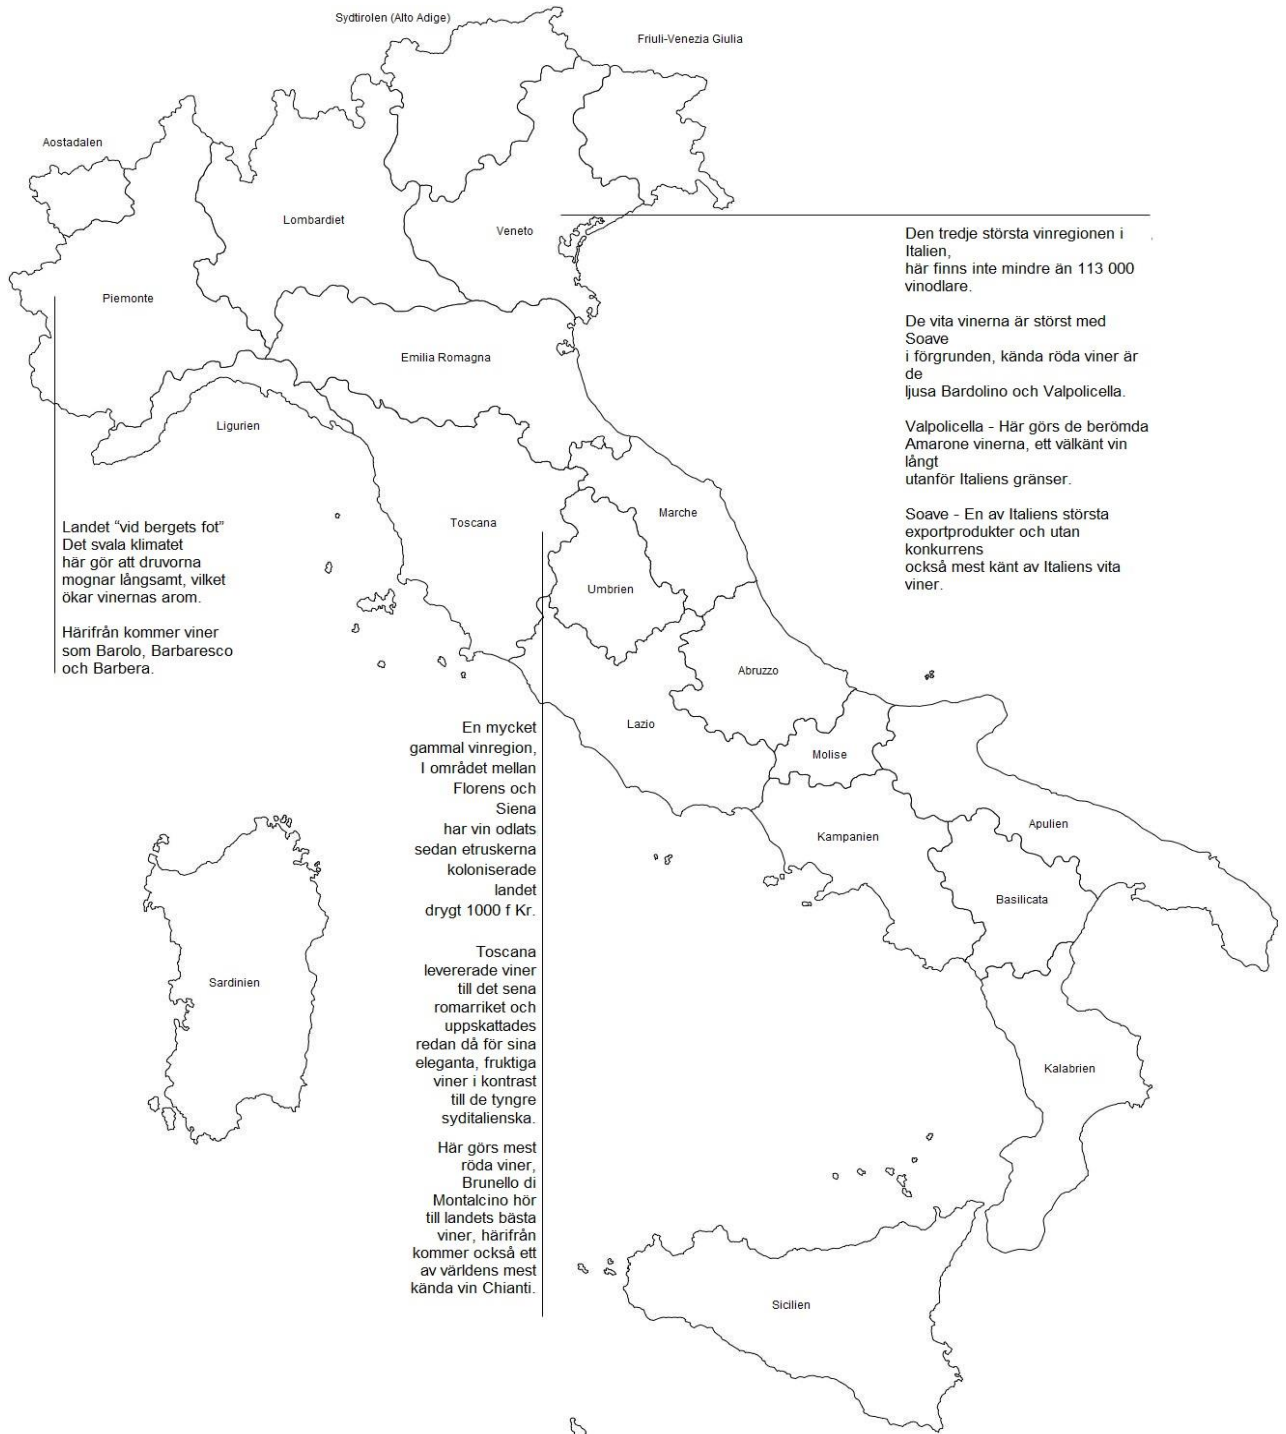 Sydtirolen (Alto Adige)
Friuli-Venezia Giulia
Aostadalen
Lombardiet
Veneto
Piemonte
Emilia Romagna
Ligurien
Den tredje största vinregionen i
Italien,
här finns inte mindre än 113 000
vinodlare.
De vita vinerna är störst med
Soave
i förgrunden, kända röda viner är
de
ljusa Bardolino och Valpolicella.
Valpolicella - Här görs de berömda
Amarone vinerna, ett välkänt vin
långt
utanför Italiens gränser.
Soave - En av Italiens största
exportprodukter och utan
konkurrens
också mest känt av Italiens vita
viner.
Landet "vid bergets fot"
Det svala klimatet
här gör att druvorna
mognar långsamt, vilket
ökar vinernas arom.
Härifrån kommer viner
som Barolo, Barbaresco
och Barbera.
Toscana
Marche
Umbrien
Abruzzo
Lazio
Molise
Kampanien
Apulien
Basilicata
Kalabrien
Sardinien
Sicilien
En mycket
gammal vinregion,
I området mellan
Florens och
Siena
har vin odlats
sedan etruskerna
koloniserade
landet
drygt 1000 f Kr.
Toscana
levererade viner
till det sena
romarriket och
uppskattades
redan då för sina
eleganta, fruktiga
viner i kontrast
till de tyngre
syditalienska.
Här görs mest
röda viner,
Brunello di
Montalcino hör
till landets bästa
viner, härifrån
kommer också ett
av världens mest
kända vin Chianti.